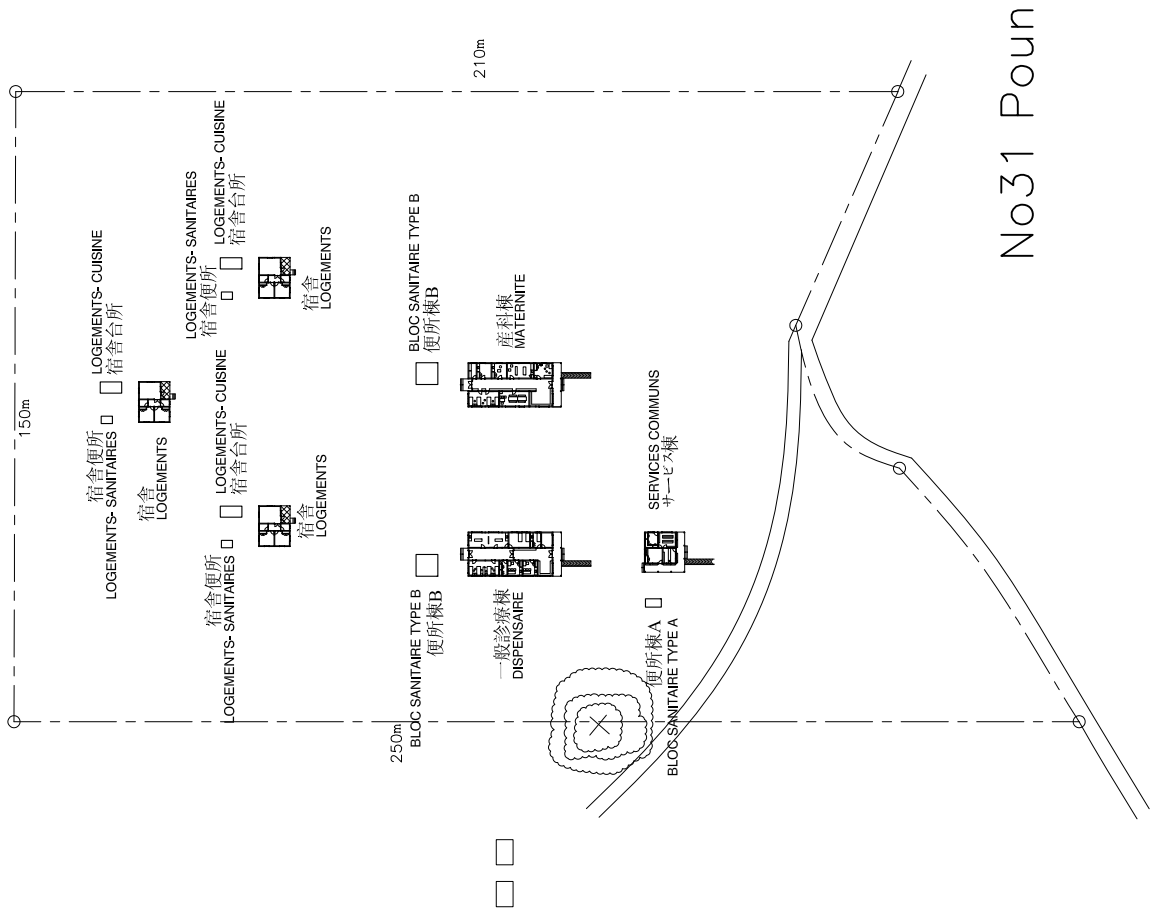 150m
宿舎便所
LOGEMENTS- SANITAIRES
LOGEMENTS- CUISINE
宿舎台所
宿舎
LOGEMENTS
宿舎便所
LOGEMENTS- SANITAIRES
LOGEMENTS- CUISINE
宿舎台所
LOGEMENTS- SANITAIRES
宿舎便所
LOGEMENTS- CUISINE
宿舎台所
宿舎
LOGEMENTS
宿舎
LOGEMENTS
250m
BLOC SANITAIRE TYPE B
便所棟B
BLOC SANITAIRE TYPE B
便所棟B
210m
一般診療棟
DISPENSAIRE
産科棟
MATERNITE
便所棟A
BLOC SANITAIRE TYPE A
SERVICES COMMUNS
サービス棟
No31 Poun